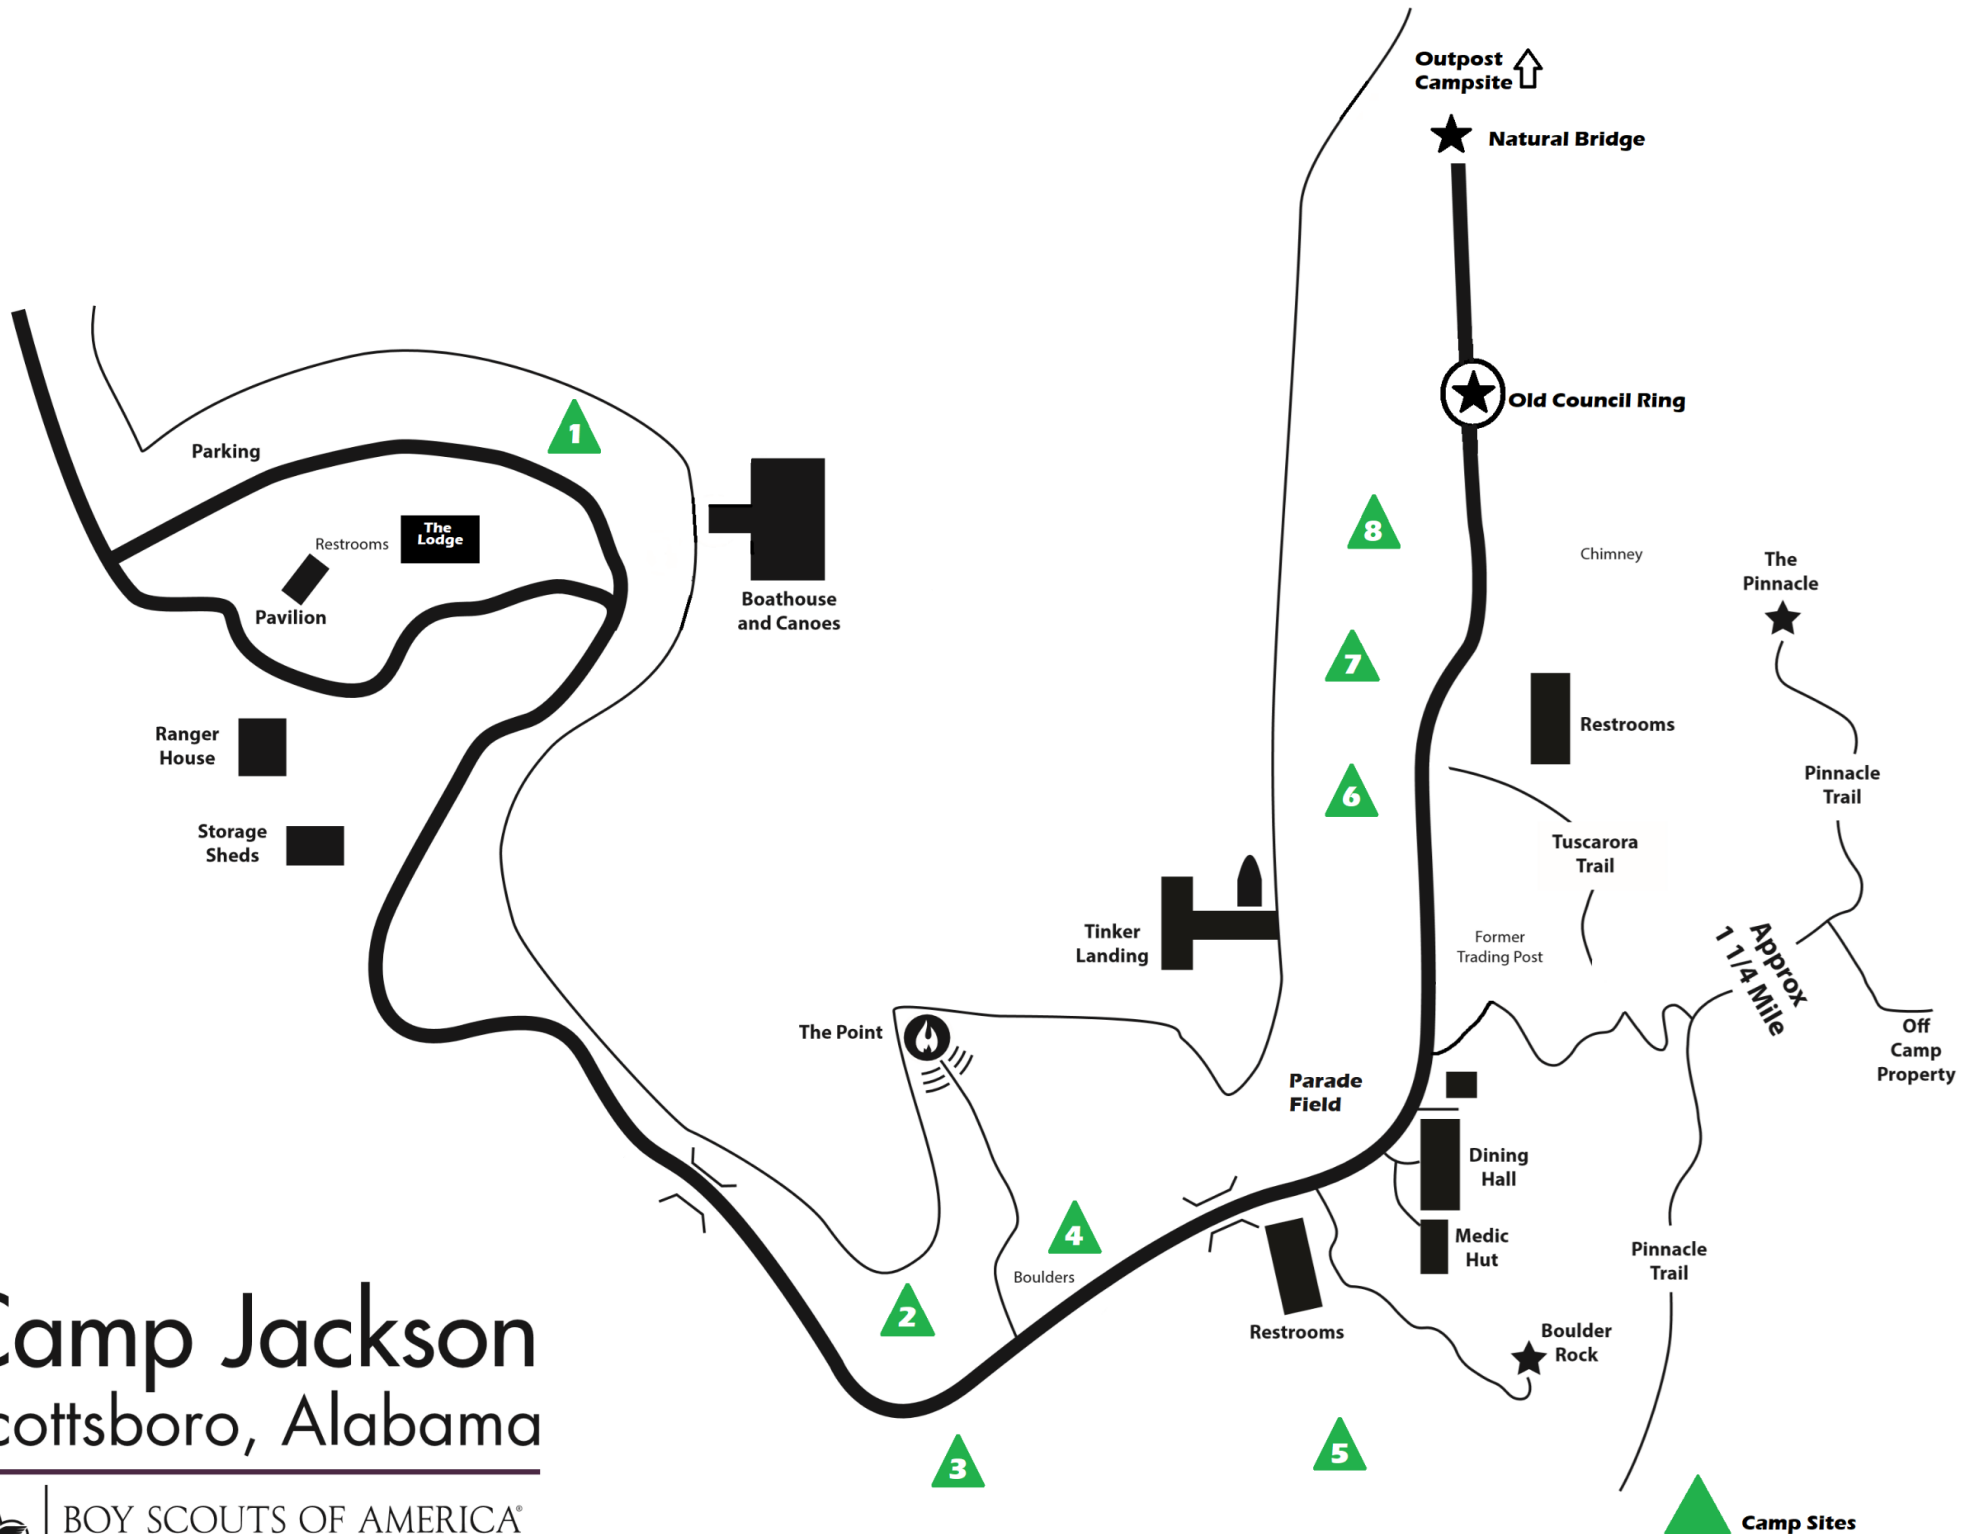 Outpost
Campsite
Natural Bridge
Old Council Ring
Parking
1
The
Lodge
Restrooms
Pavilion
Boathouse
and Canoes
8
Chimney
The
Pinnacle
7
Restrooms
Ranger
House
Pinnacle
Trail
6
Storage
Sheds
Tuscarora
Trail
Tinker
Landing
Former
Trading Post
Approx
1 1/4 Mile
The Point
Off
Camp
Property
Parade
Field
Dining
Hall
4
Medic
Hut
Pinnacle
Trail
Boulders
2
Restrooms
Boulder
Rock
Camp Jackson
cottsboro, Alabama
3
5
BOY SCOUTS OF AMERICA®
Camp Sites